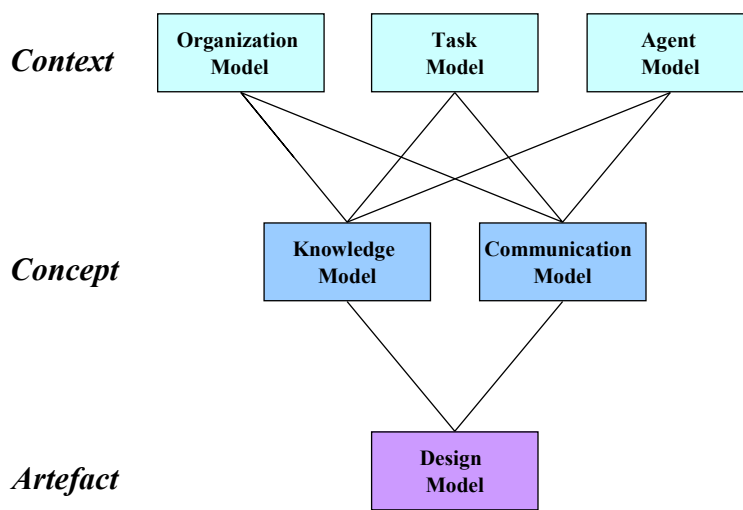 Context
Organization
Model
Task
Model
Agent
Model
Concept
Knowledge
Model
Communication
Model
Artefact
Design
Model